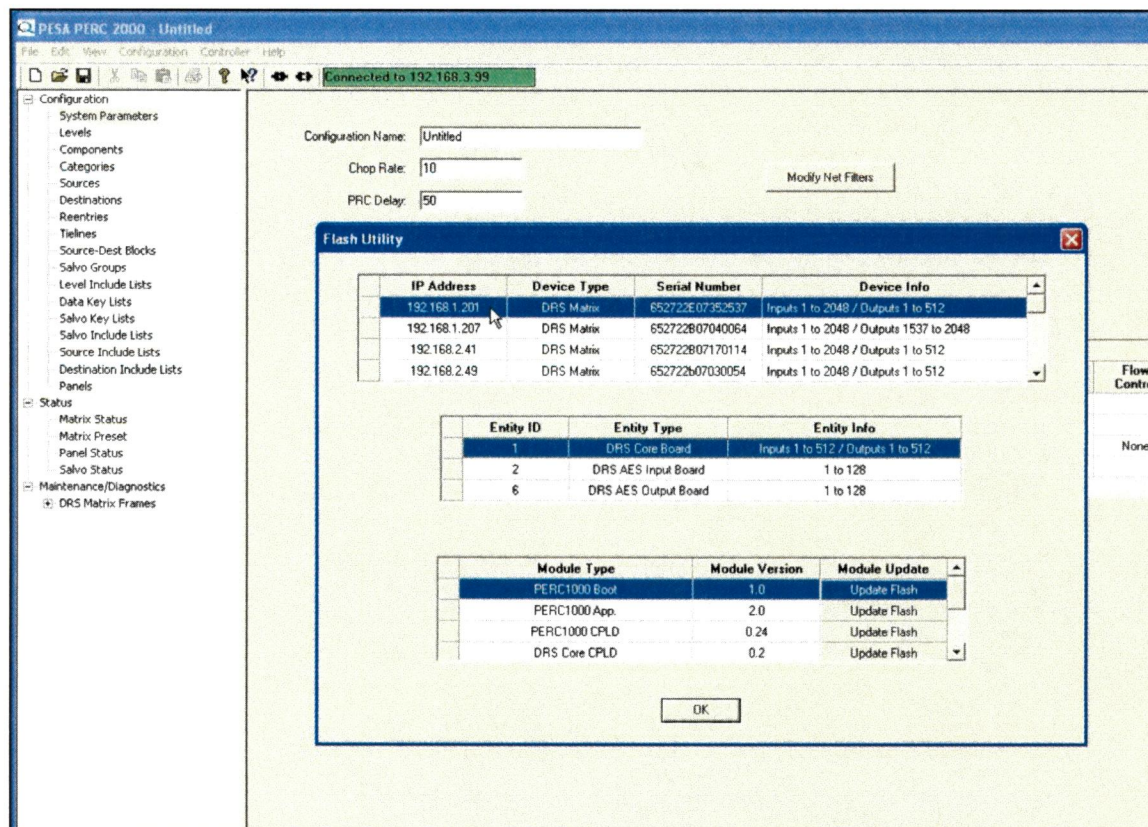 PESA PERC 2000 - Untitled
File Edit View Configuration Controller Help
Connected to 192.168.3.99
Configuration
System Parameters
Levels
Components
Categories
Sources
Destinations
Reentries
Tielines
Source-Dest Blocks
Salvo Groups
Level Include Lists
Data Key Lists
Salvo Key Lists
Salvo Include Lists
Source Include Lists
Destination Include Lists
Panels
Status
Matrix Status
Matrix Preset
Panel Status
Salvo Status
Maintenance/Diagnostics
DRS Matrix Frames
Configuration Name: Untitled
Chop Rate: 10
PRC Delay: 50
Modify Net Filters
Flash Utility
IP Address Device Type Serial Number Device Info
192.168.1.201 DRS Matrix 652722E07352537 Inputs 1 to 2048 / Outputs 1 to 512
192.168.1.207 DRS Matrix 652722B07040064 Inputs 1 to 2048 / Outputs 1537 to 2048
192.168.2.41 DRS Matrix 652722B07170114 Inputs 1 to 2048 / Outputs 1 to 512
192.168.2.49 DRS Matrix 652722b07030054 Inputs 1 to 2048 / Outputs 1 to 512
Entity ID Entity Type Entity Info
1 DRS Core Board Inputs 1 to 512 / Outputs 1 to 512
2 DRS AES Input Board 1 to 128
6 DRS AES Output Board 1 to 128
Module Type Module Version Module Update
PERC1000 Boot 1.0 Update Flash
PERC1000 App. 2.0 Update Flash
PERC1000 CPLD 0.24 Update Flash
DRS Core CPLD 0.2 Update Flash
OK
Flow
Contro
None